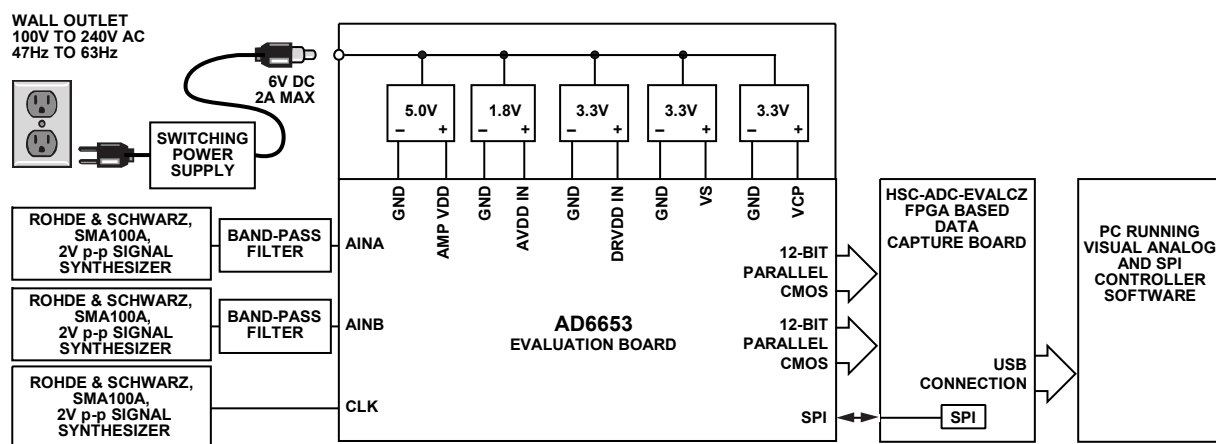 WALL OUTLET
100V TO 240V AC
47Hz TO 63Hz
6V DC
2A MAX
SWITCHING
POWER
SUPPLY
5.0V
– +
1.8V
– +
3.3V
– +
3.3V
– +
3.3V
– +
GND
AMP VDD
GND
AVDD IN
GND
DRVDD IN
GND
VS
GND
VCP
ROHDE & SCHWARZ,
SMA100A,
2V p-p SIGNAL
SYNTHESIZER
BAND-PASS
FILTER
AINA
ROHDE & SCHWARZ,
SMA100A,
2V p-p SIGNAL
SYNTHESIZER
BAND-PASS
FILTER
AINB
ROHDE & SCHWARZ,
SMA100A,
2V p-p SIGNAL
SYNTHESIZER
CLK
AD6653
EVALUATION BOARD
12-BIT
PARALLEL
CMOS
12-BIT
PARALLEL
CMOS
SPI
HSC-ADC-EVALCZ
FPGA BASED
DATA
CAPTURE BOARD
USB
CONNECTION
SPI
PC RUNNING
VISUAL ANALOG
AND SPI
CONTROLLER
SOFTWARE